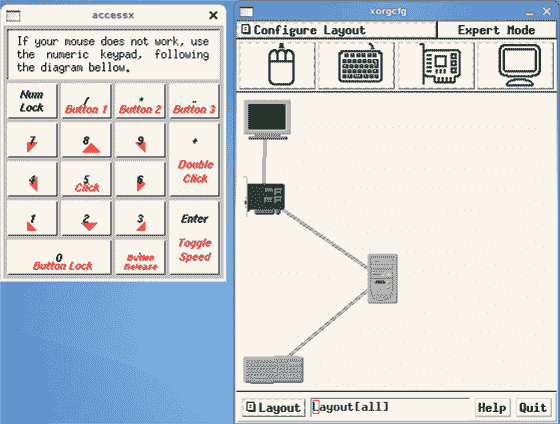 accessx
If your mouse does not work, use
the numeric keypad, following
the diagram bellow.
Num Lock
/ Button 1
* Button 2
- Button 3
7
8
9
+ Double Click
4
5 Click
6
1
2
3
Enter Toggle Speed
0 Button Lock
. Button Release
xorgcfg
Configure Layout
Expert Mode
Layout
Layout[all]
Help
Quit